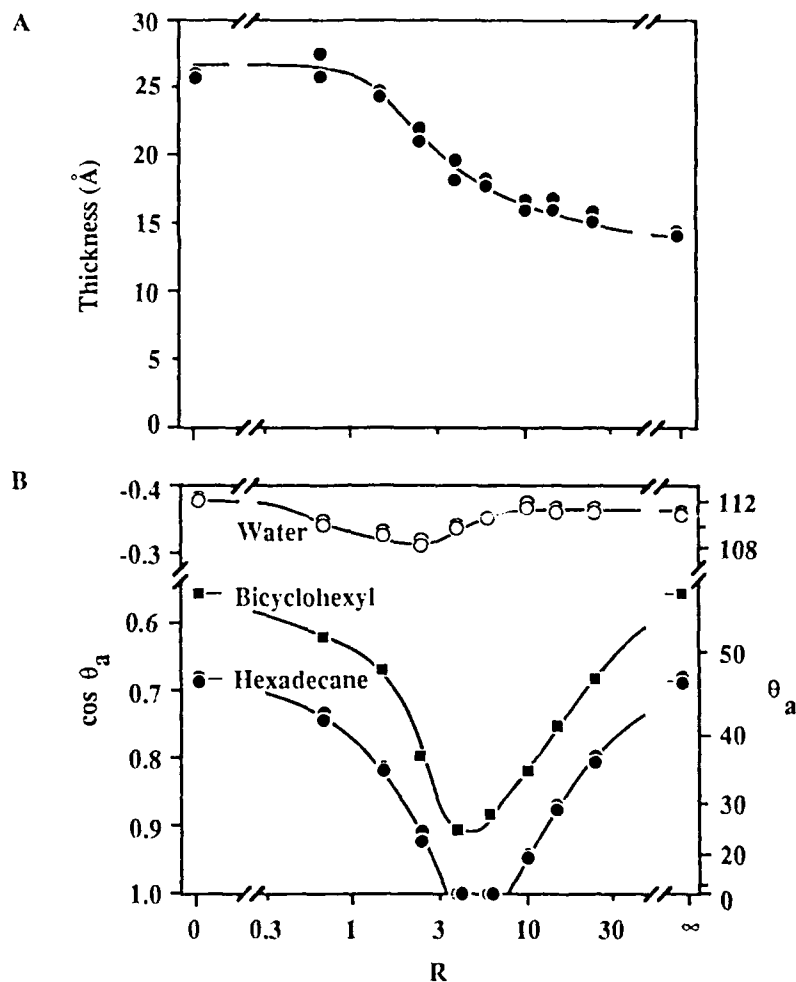 A
30
25
20
15
10
5
0
Thickness (Å)
B
-0.4
-0.3
0.6
0.7
0.8
0.9
1.0
cos θa
Water
Bicyclohexyl
Hexadecane
112
108
50
40
30
20
0
θa
0 0.3 1 3 10 30 ∞
R